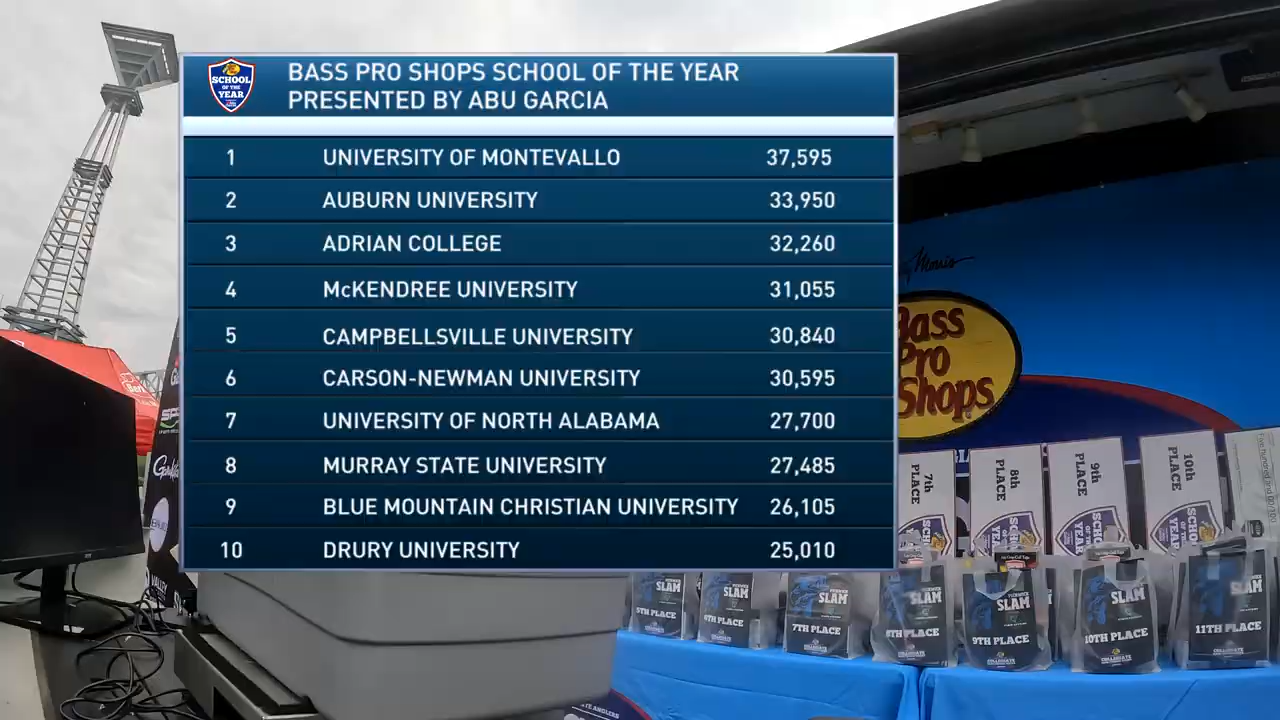 SCHOOL
OF THE
YEAR
BASS PRO SHOPS SCHOOL OF THE YEAR
PRESENTED BY ABU GARCIA
1 UNIVERSITY OF MONTEVALLO 37,595
2 AUBURN UNIVERSITY 33,950
3 ADRIAN COLLEGE 32,260
4 McKENDREE UNIVERSITY 31,055
5 CAMPBELLSVILLE UNIVERSITY 30,840
6 CARSON-NEWMAN UNIVERSITY 30,595
7 UNIVERSITY OF NORTH ALABAMA 27,700
8 MURRAY STATE UNIVERSITY 27,485
9 BLUE MOUNTAIN CHRISTIAN UNIVERSITY 26,105
10 DRURY UNIVERSITY 25,010
Morris
Bass
Pro
Shops
7th PLACE
8th PLACE
9th PLACE
10th PLACE
SLAM
5TH PLACE
SLAM
6TH PLACE
SLAM
7TH PLACE
SLAM
8TH PLACE
SLAM
9TH PLACE
SLAM
10TH PLACE
SLAM
11TH PLACE